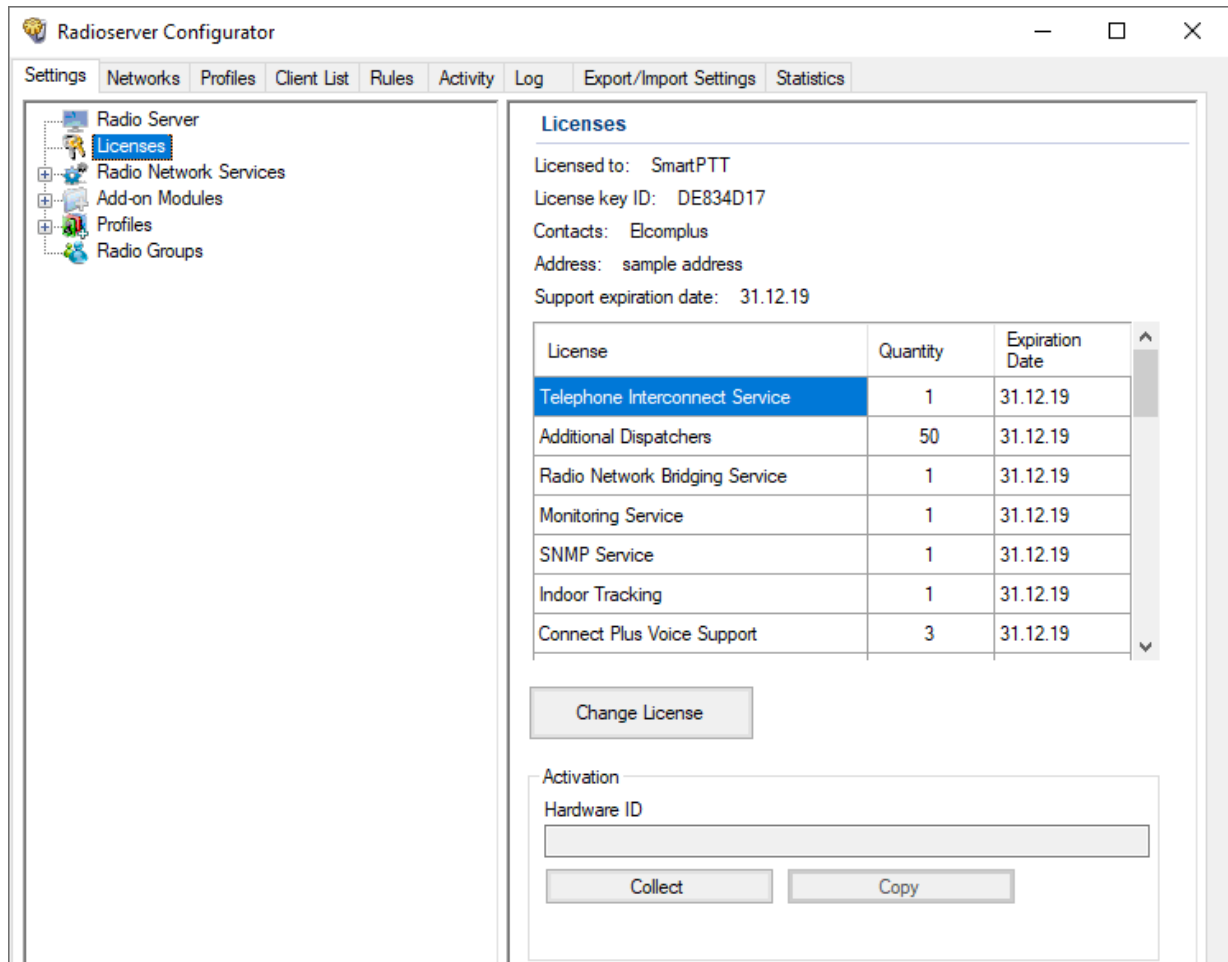 Radioserver Configurator
Settings Networks Profiles Client List Rules Activity Log Export/Import Settings Statistics
Radio Server
Licenses
Radio Network Services
Add-on Modules
Profiles
Radio Groups
Licenses
Licensed to: SmartPTT
License key ID: DE834D17
Contacts: Elcomplus
Address: sample address
Support expiration date: 31.12.19
License Quantity Expiration Date
Telephone Interconnect Service 1 31.12.19
Additional Dispatchers 50 31.12.19
Radio Network Bridging Service 1 31.12.19
Monitoring Service 1 31.12.19
SNMP Service 1 31.12.19
Indoor Tracking 1 31.12.19
Connect Plus Voice Support 3 31.12.19
Change License
Activation
Hardware ID
Collect Copy